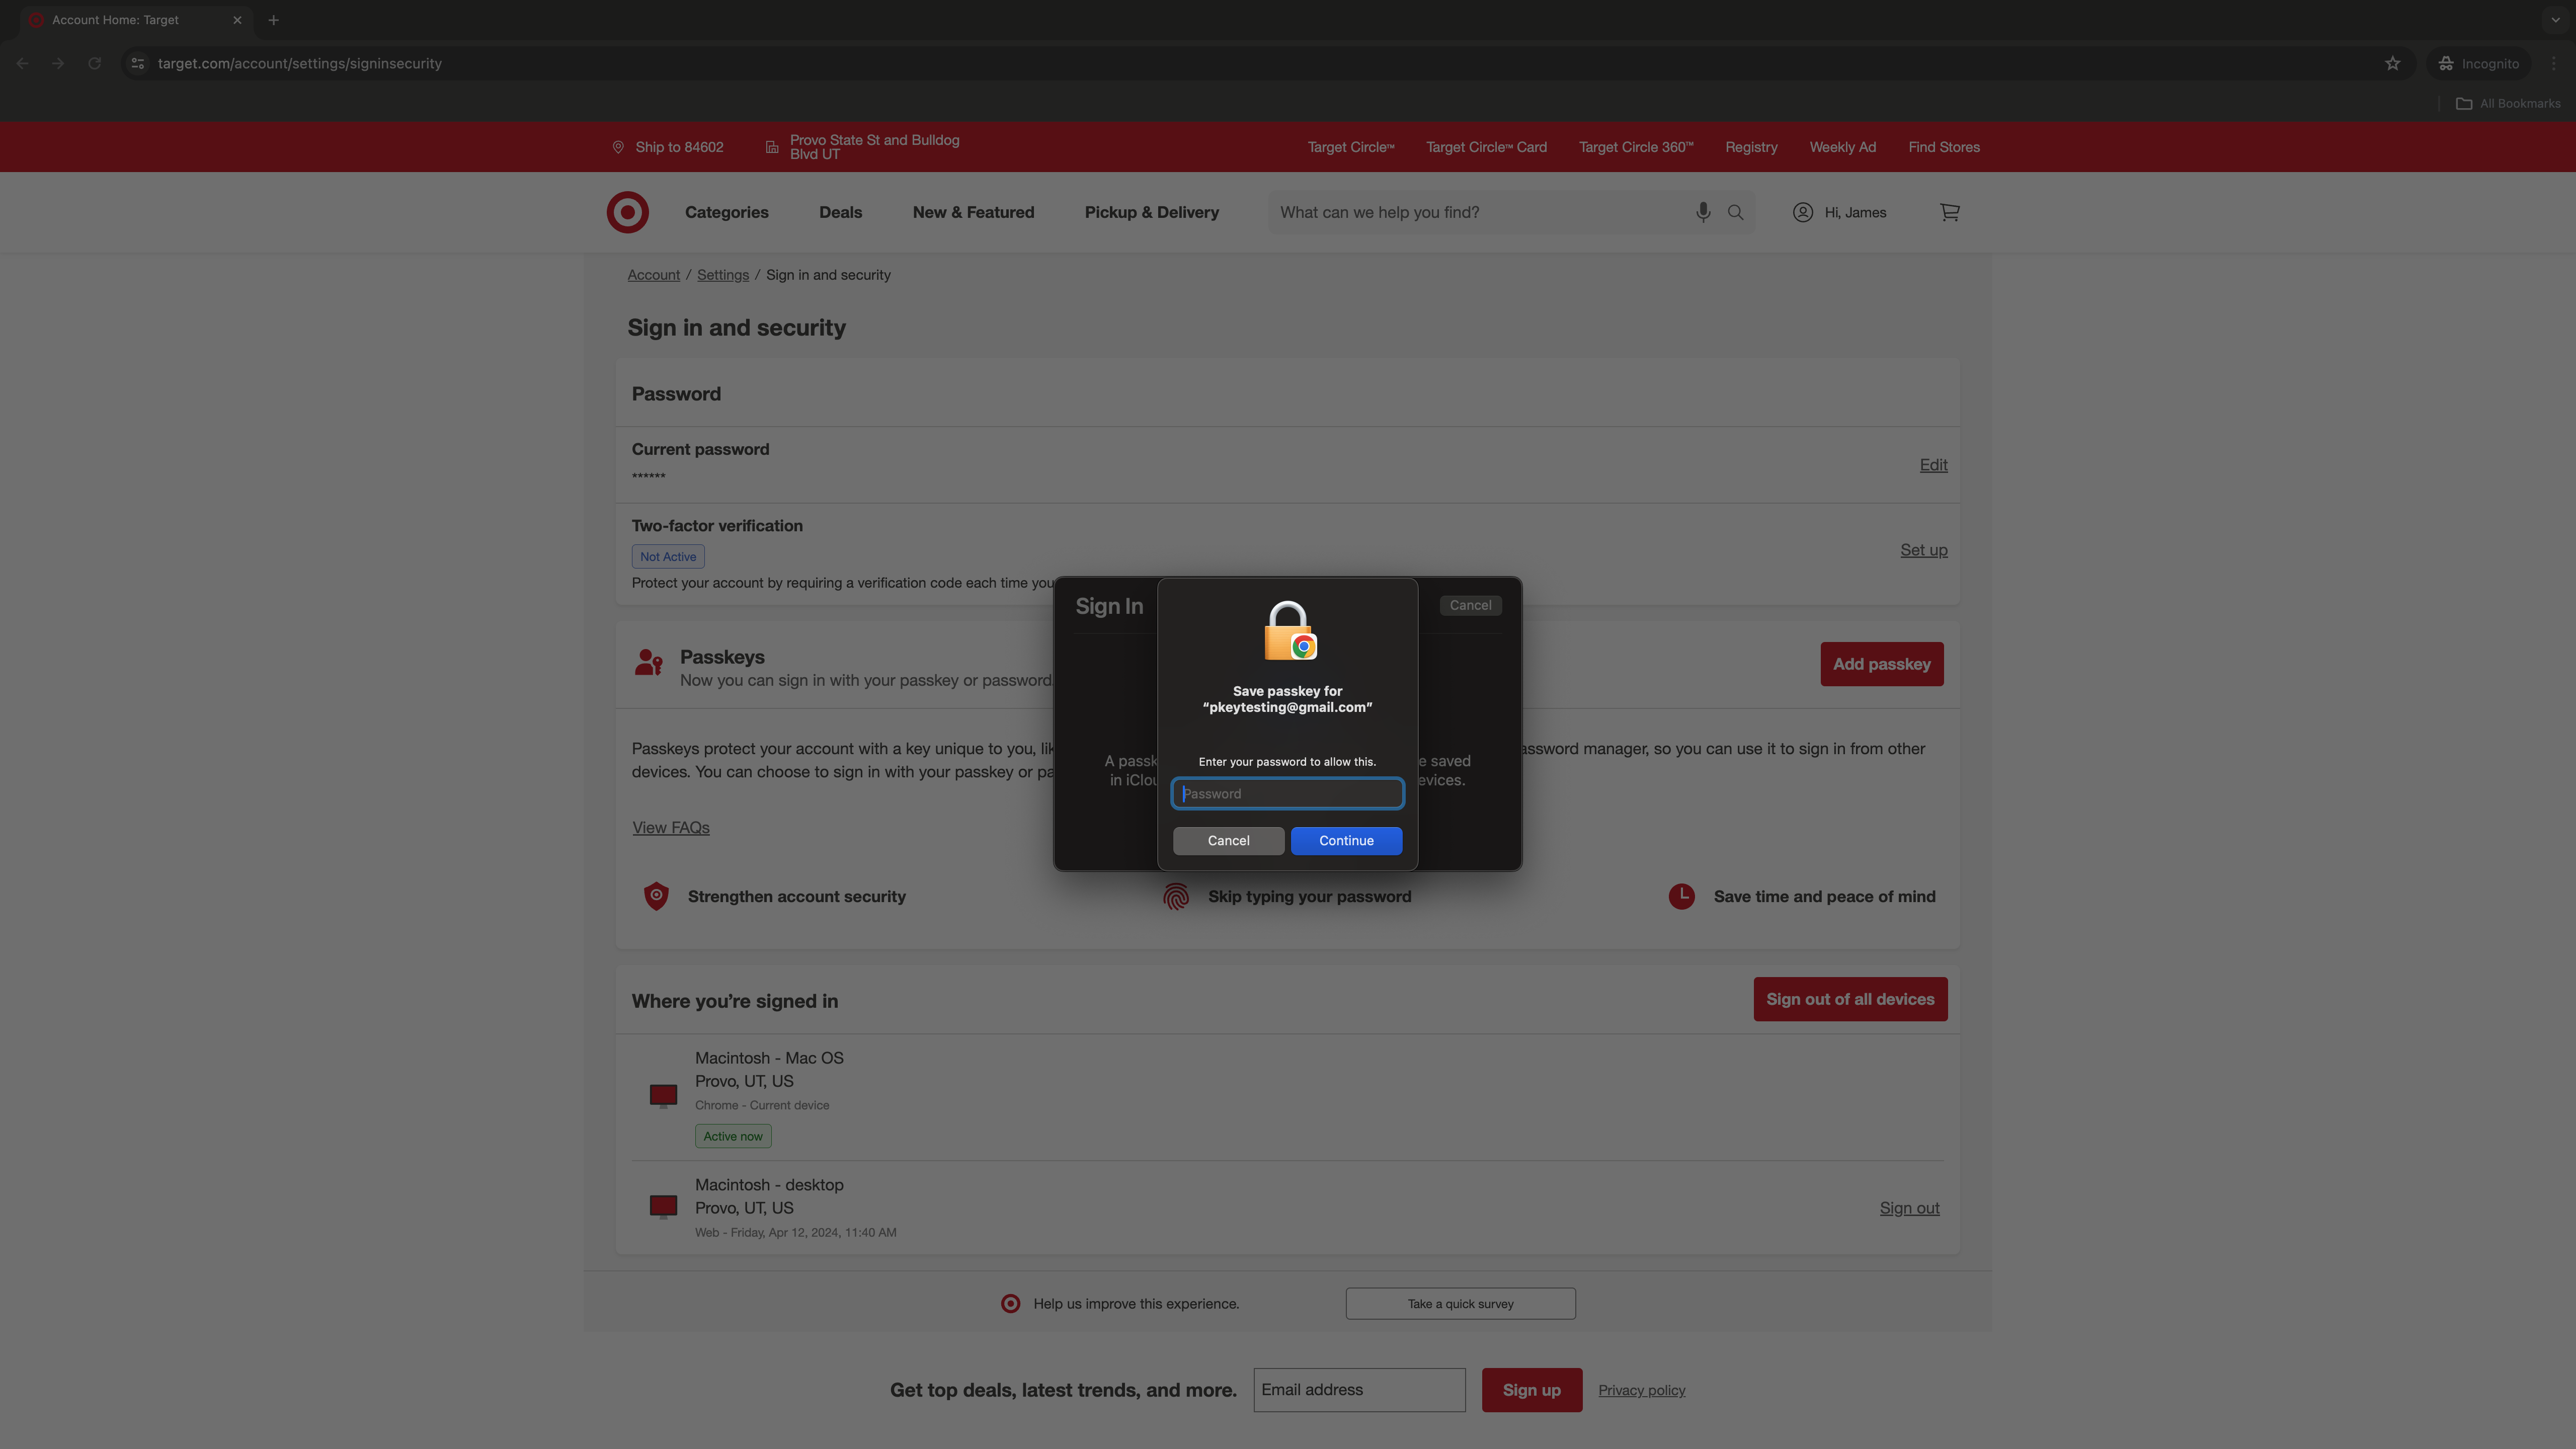 Account Home: Target
target.com/account/settings/signinsecurity
Incognito
All Bookmarks
Ship to 84602
Provo State St and Bulldog
Blvd UT
Target Circle™
Target Circle™ Card
Target Circle 360™
Registry
Weekly Ad
Find Stores
Categories
Deals
New & Featured
Pickup & Delivery
What can we help you find?
Hi, James
Account / Settings / Sign in and security
Sign in and security
Password
Current password
******
Edit
Two-factor verification
Not Active
Set up
Protect your account by requiring a verification code each time you
Passkeys
Now you can sign in with your passkey or password
Add passkey
Passkeys protect your account with a key unique to you,
assword manager, so you can use it to sign in from other
devices. You can choose to sign in with your passkey or
View FAQs
Strengthen account security
Skip typing your password
Save time and peace of mind
Sign In
Cancel
A passk
e saved
in iClou
evices.
Save passkey for
“pkeytesting@gmail.com”
Enter your password to allow this.
Password
Cancel
Continue
Where you’re signed in
Sign out of all devices
Macintosh - Mac OS
Provo, UT, US
Chrome - Current device
Active now
Macintosh - desktop
Provo, UT, US
Web - Friday, Apr 12, 2024, 11:40 AM
Sign out
Help us improve this experience.
Take a quick survey
Get top deals, latest trends, and more.
Email address
Sign up
Privacy policy